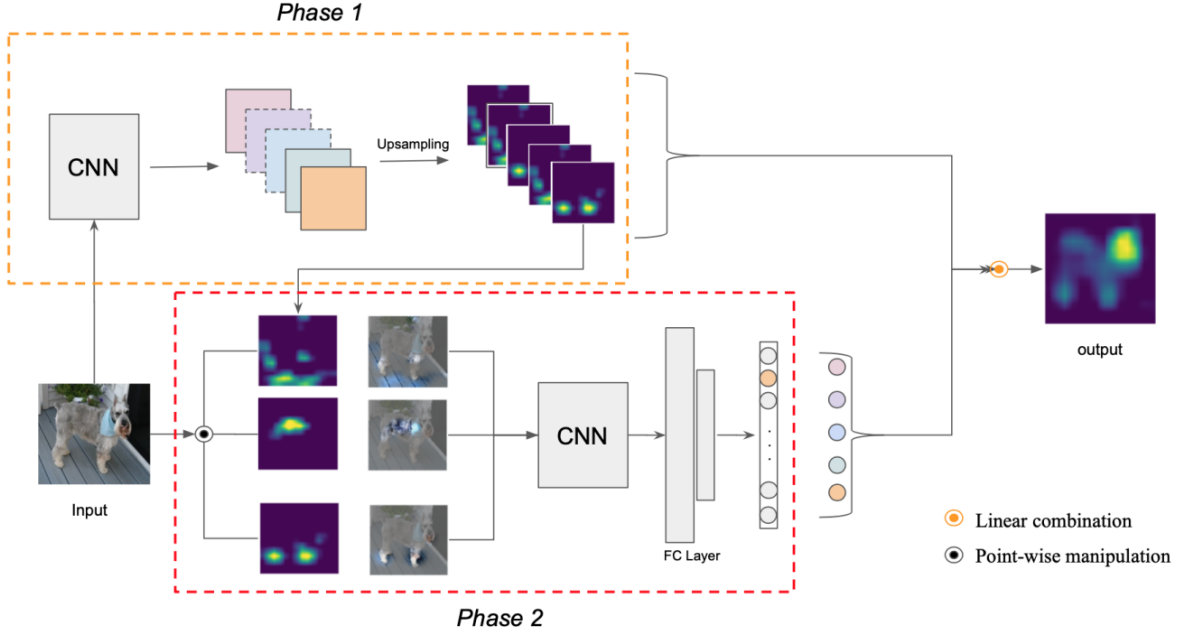 Phase 1
CNN
Upsampling
output
Input
CNN
FC Layer
Linear combination
Point-wise manipulation
Phase 2